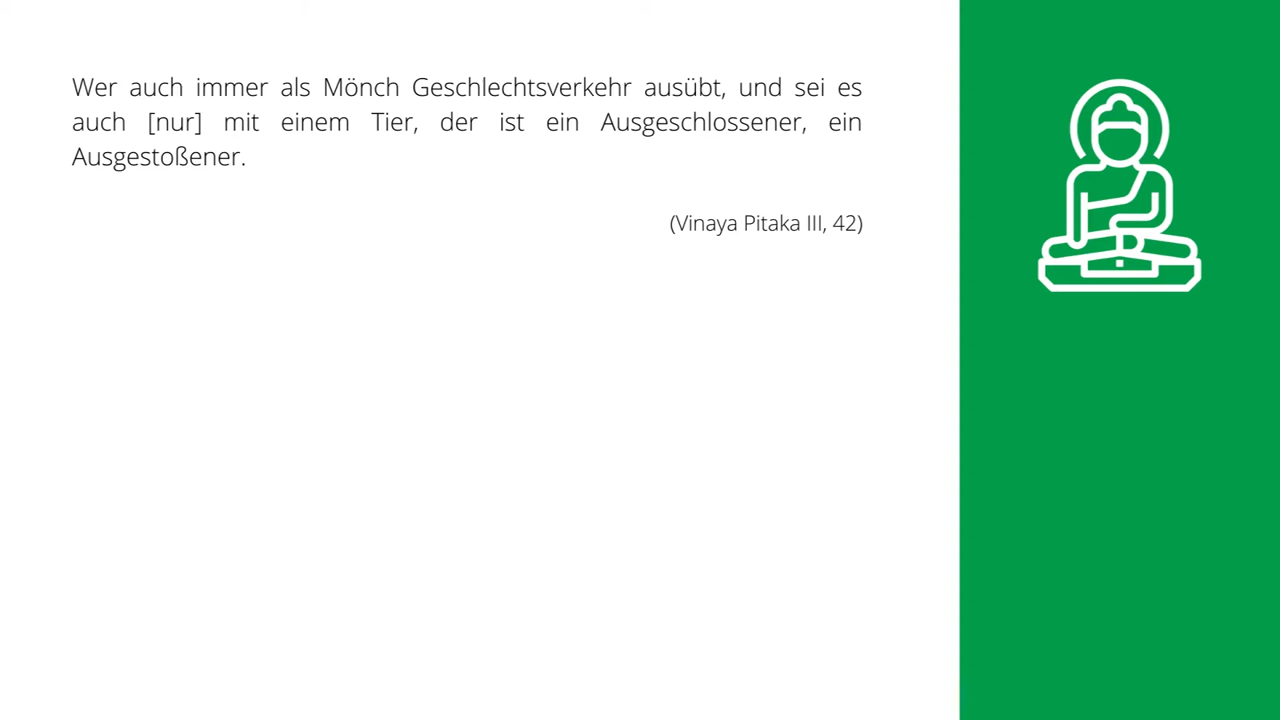 Wer auch immer als Mönch Geschlechtsverkehr ausübt, und sei es
auch [nur] mit einem Tier, der ist ein Ausgeschlossener, ein
Ausgestoßener.
(Vinaya Pitaka III, 42)